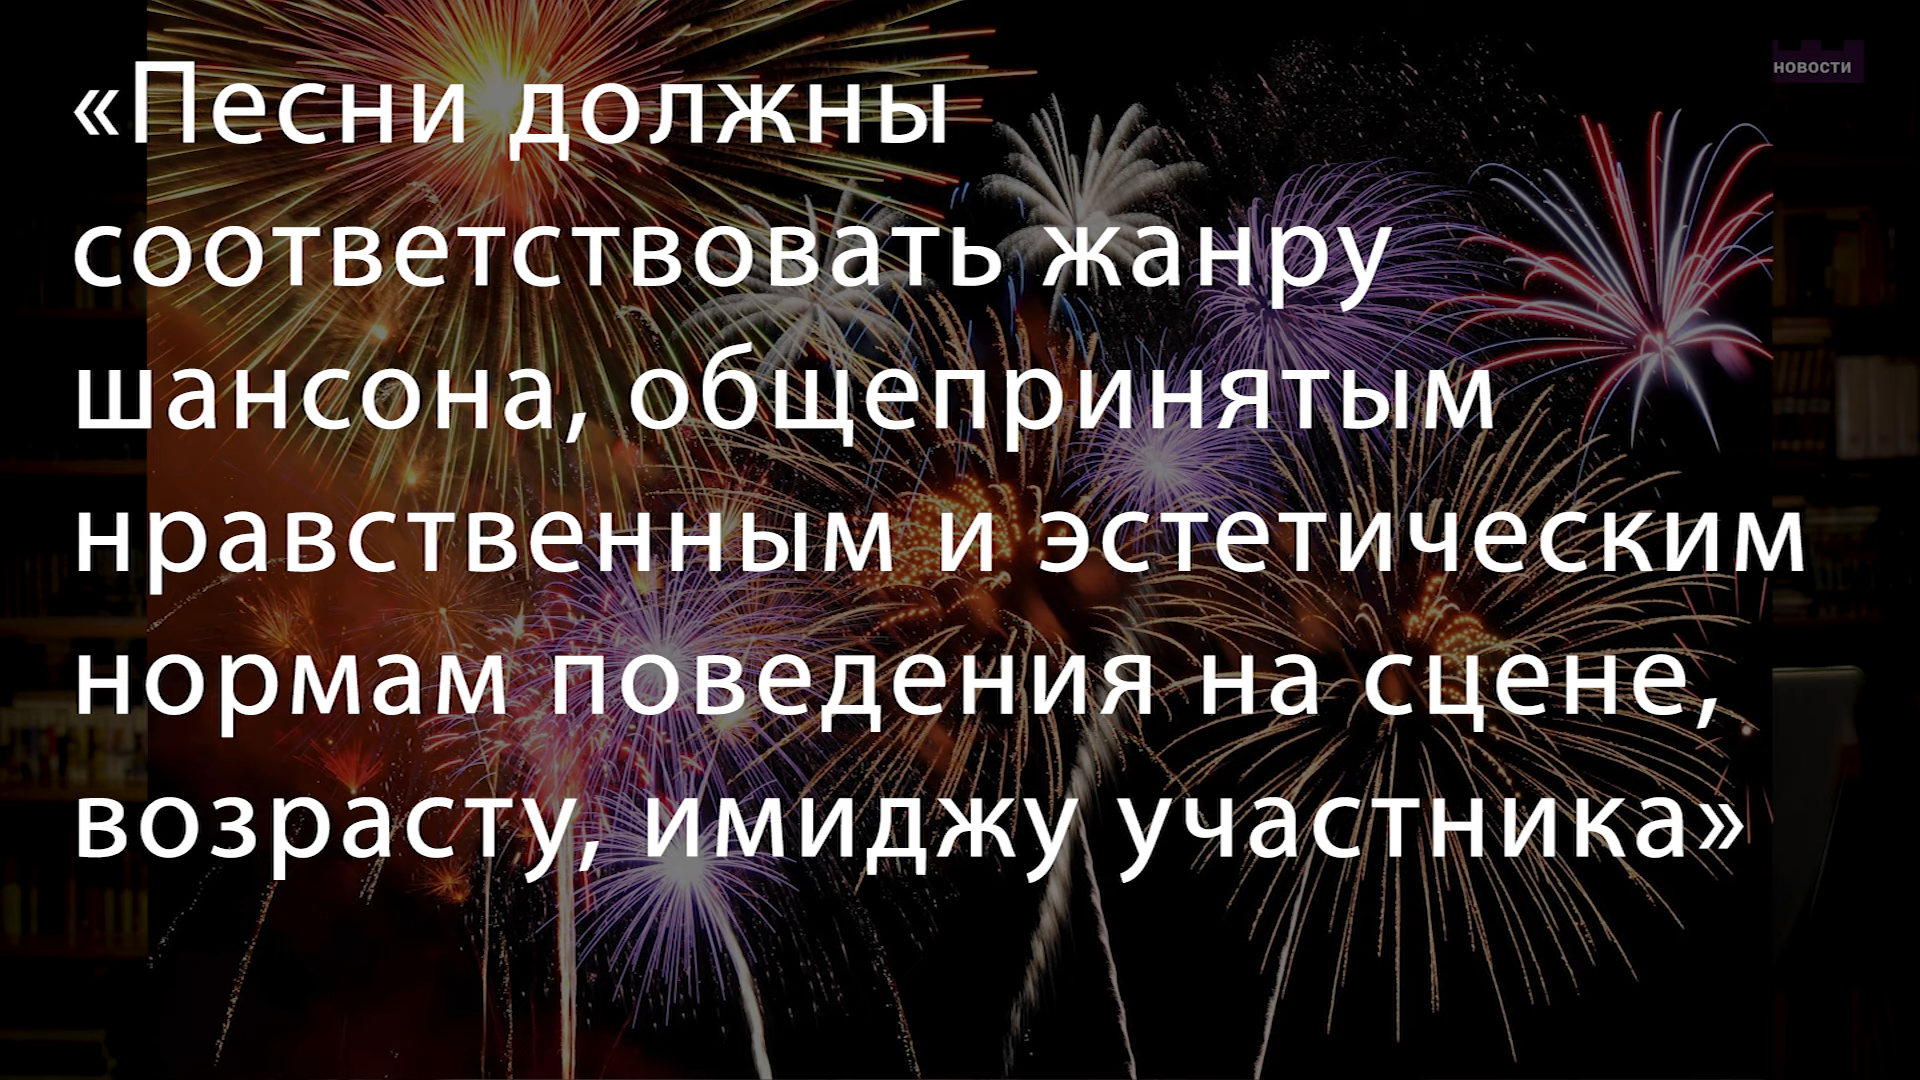 новости
«Песни должны
соответствовать жанру
шансона, общепринятым
нравственным и эстетическим
нормам поведения на сцене,
возрасту, имиджу участника»